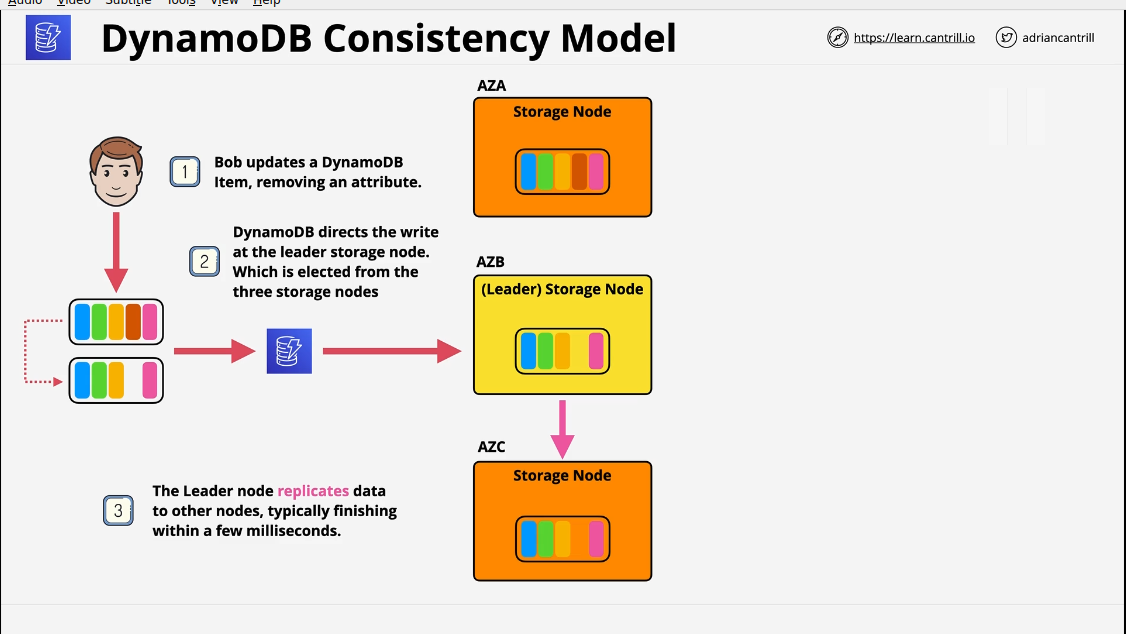 Audio Video Subtitle Tools View Help
DynamoDB Consistency Model
https://learn.cantrill.io
adriancantrill
AZA
Storage Node
1
Bob updates a DynamoDB
Item, removing an attribute.
2
DynamoDB directs the write
at the leader storage node.
Which is elected from the
three storage nodes
AZB
(Leader) Storage Node
AZC
Storage Node
3
The Leader node replicates data
to other nodes, typically finishing
within a few milliseconds.